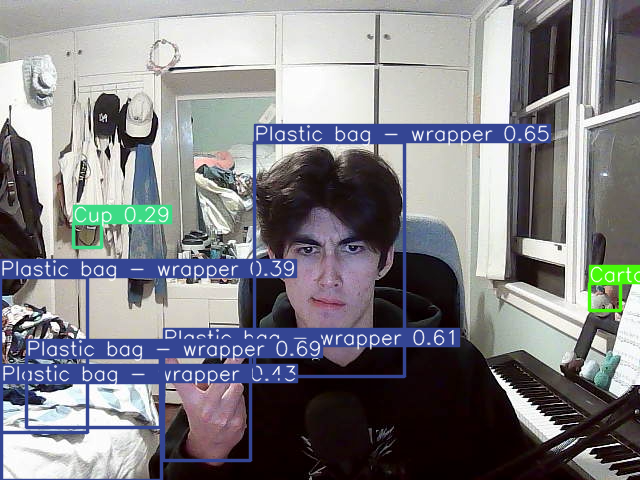 Plastic bag - wrapper 0.65
Cup 0.29
Plastic bag - wrapper 0.39
Carto
Plastic bag - wrapper 0.61
Plastic bag - wrapper 0.69
Plastic bag - wrapper 0.43